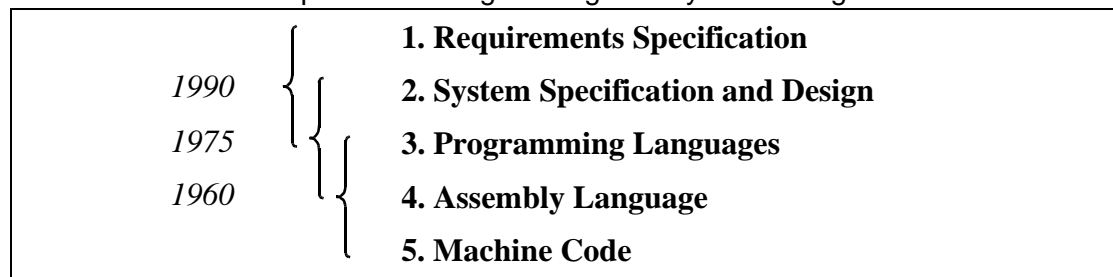 1. Requirements Specification
1990 2. System Specification and Design
1975 3. Programming Languages
1960 4. Assembly Language
5. Machine Code